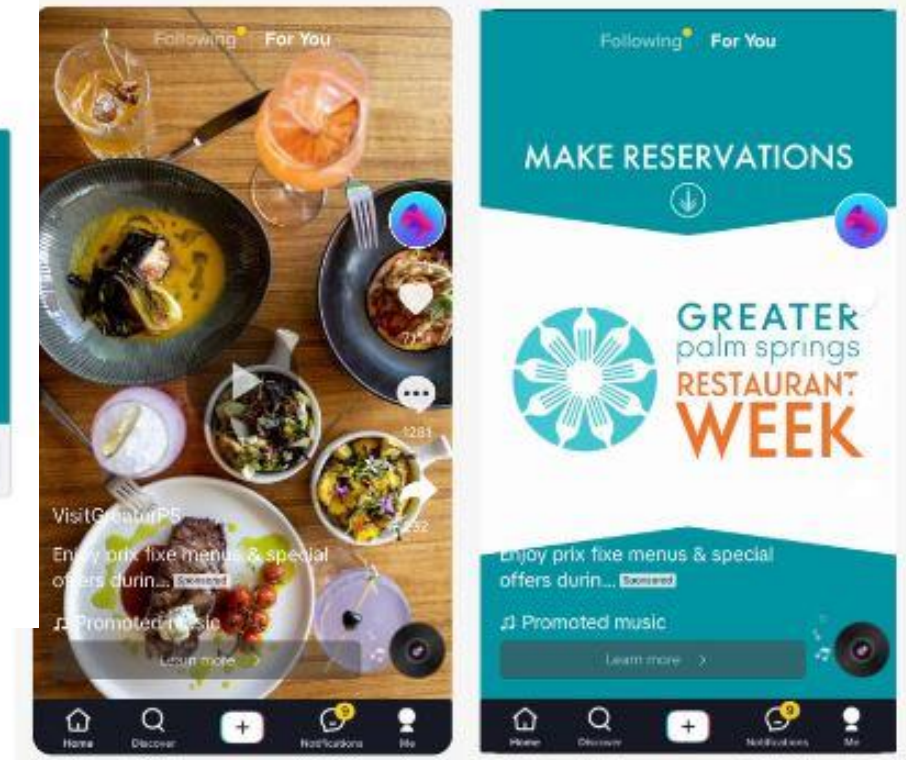 Following For You
1281
232
VisitGreaterPS
Enjoy prix fixe menus & special
offers durin... Sponsored
Promoted music
Learn more >
Home Discover Notifications 9 Me
Following For You
MAKE RESERVATIONS
GREATER
palm springs
RESTAURANT
WEEK
Enjoy prix fixe menus & special
offers durin... Sponsored
Promoted music
Learn more >
Home Discover Notifications 9 Me